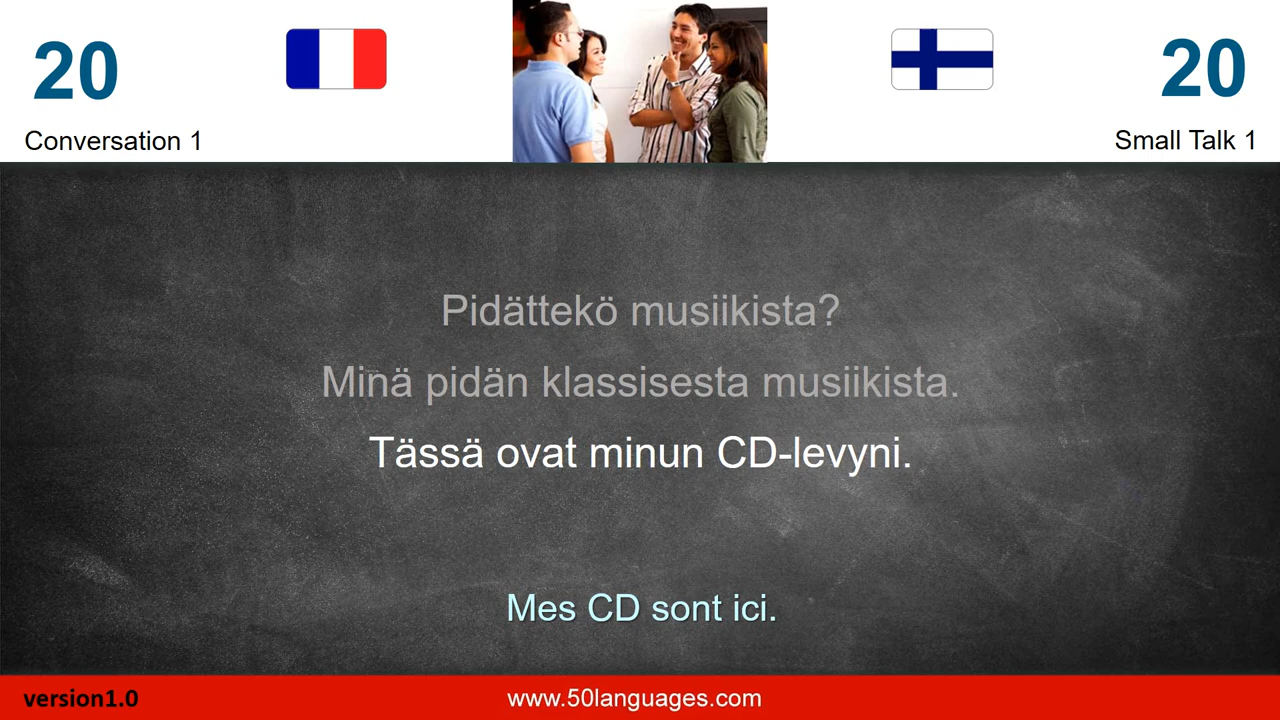 20
20
Conversation 1
Small Talk 1
Pidättekö musiikista?
Minä pidän klassisesta musiikista.
Tässä ovat minun CD-levyni.
Mes CD sont ici.
version1.0
www.50languages.com